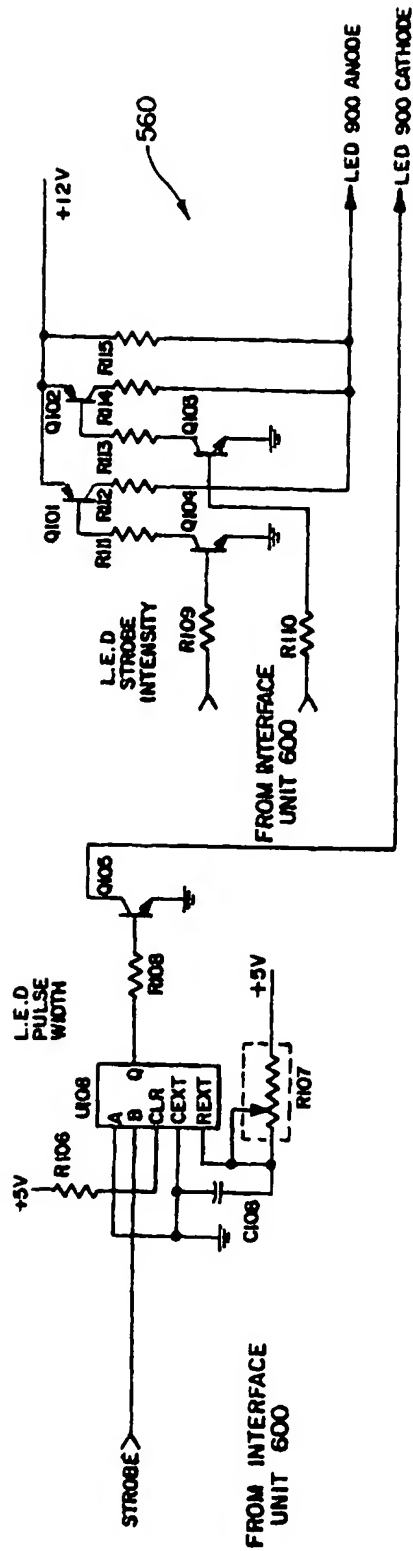 +12V
560
Q101
Q102
R111
R112
R113
R114
R115
Q104
Q103
L.E.D
STROBE
INTENSITY
R109
R110
FROM INTERFACE
UNIT 600
LED 900 ANODE
LED 900 CATHODE
L.E.D
PULSE
WIDTH
+5V
R106
U108
A
B
CLR
CEXT
REXT
Q
R108
Q105
C108
R107
+5V
STROBE
FROM INTERFACE
UNIT 600